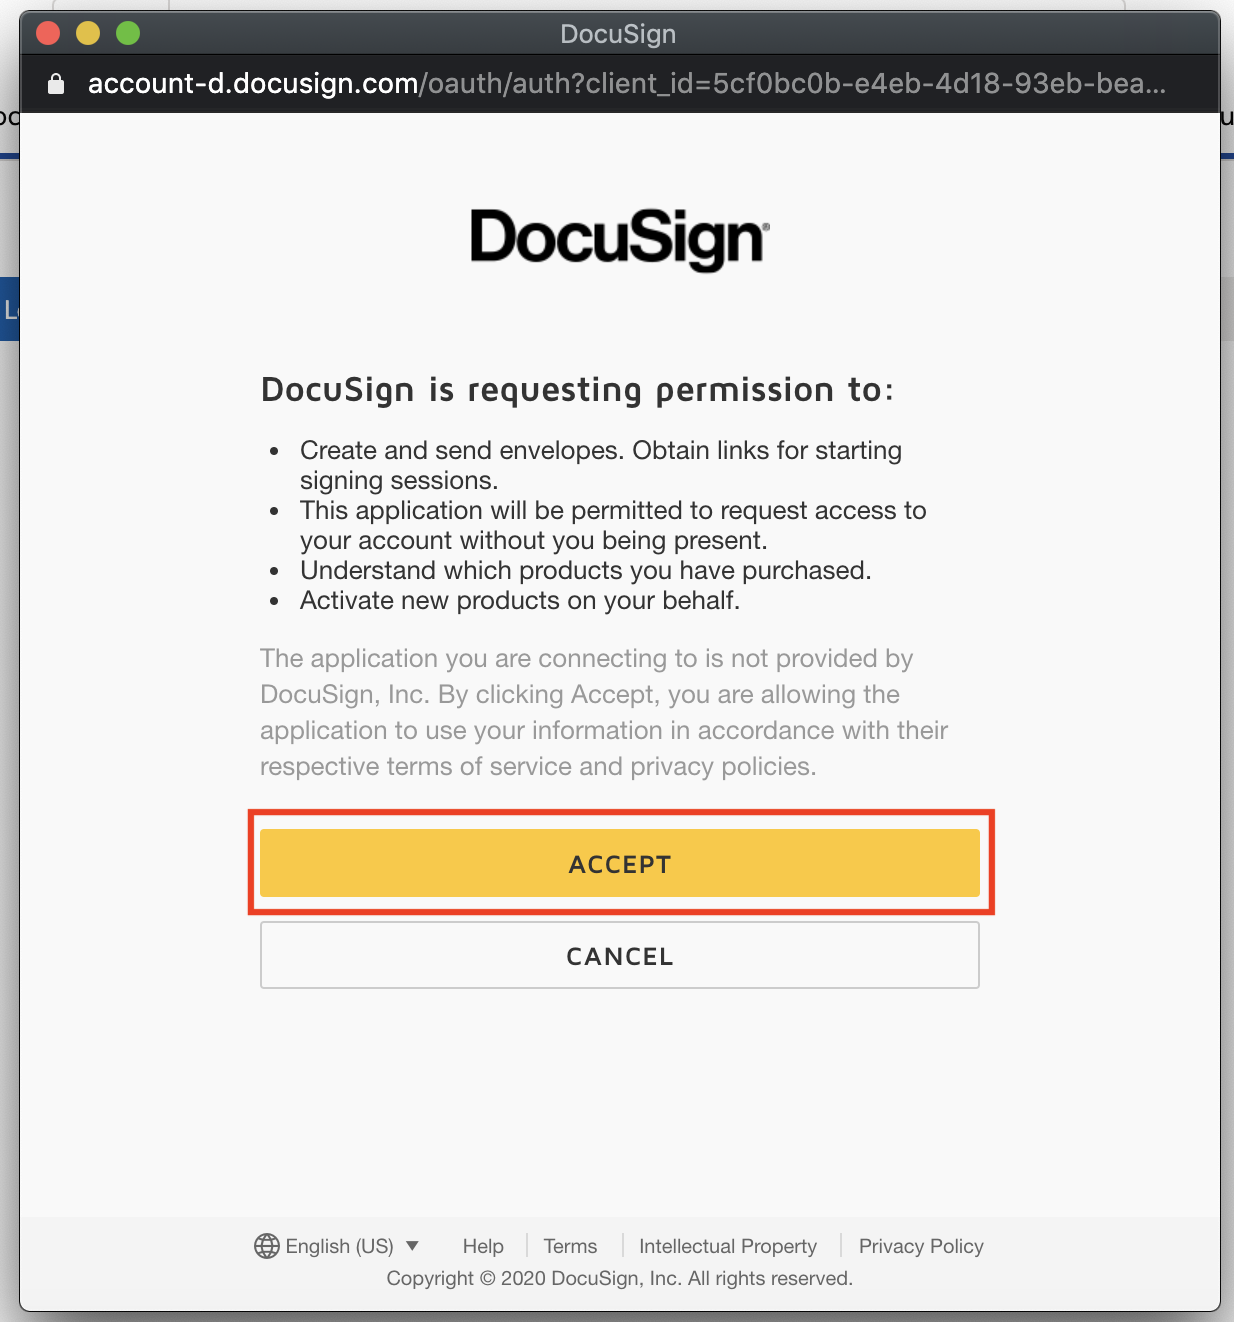 DocuSign
account-d.docusign.com/oauth/auth?client_id=5cf0bc0b-e4eb-4d18-93eb-bea...
DocuSign
DocuSign is requesting permission to:
• Create and send envelopes. Obtain links for starting
signing sessions.
• This application will be permitted to request access to
your account without you being present.
• Understand which products you have purchased.
• Activate new products on your behalf.
The application you are connecting to is not provided by
DocuSign, Inc. By clicking Accept, you are allowing the
application to use your information in accordance with their
respective terms of service and privacy policies.
ACCEPT
CANCEL
English (US) ▼ Help | Terms | Intellectual Property | Privacy Policy
Copyright © 2020 DocuSign, Inc. All rights reserved.